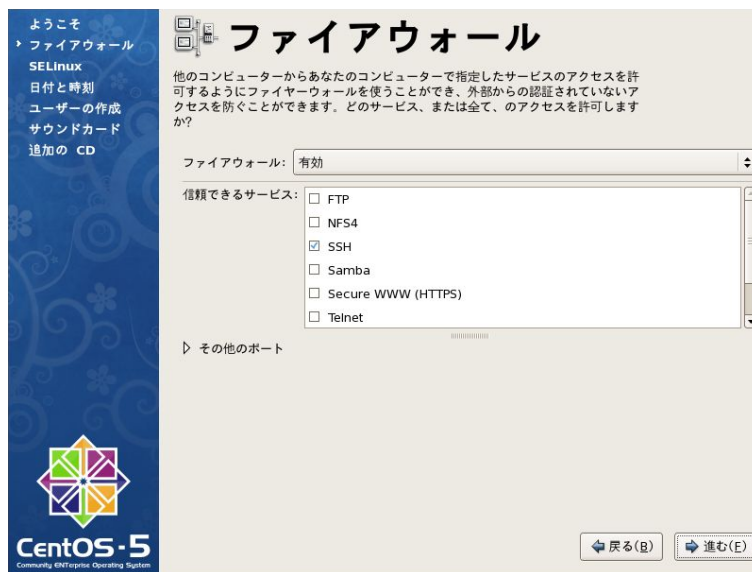 ようこそ
ファイアウォール
SELinux
日付と時刻
ユーザーの作成
サウンドカード
追加の CD
ファイアウォール
他のコンピューターからあなたのコンピューターで指定したサービスのアクセスを許
可するようにファイヤーウォールを使うことができ、外部からの認証されていないア
クセスを防ぐことができます。どのサービス、または全て、のアクセスを許可します
か?
ファイアウォール: 有効
信頼できるサービス:
FTP
NFS4
SSH
Samba
Secure WWW (HTTPS)
Telnet
その他のポート
戻る(B)
進む(F)
CentOS-5
Community ENTerprise Operating System